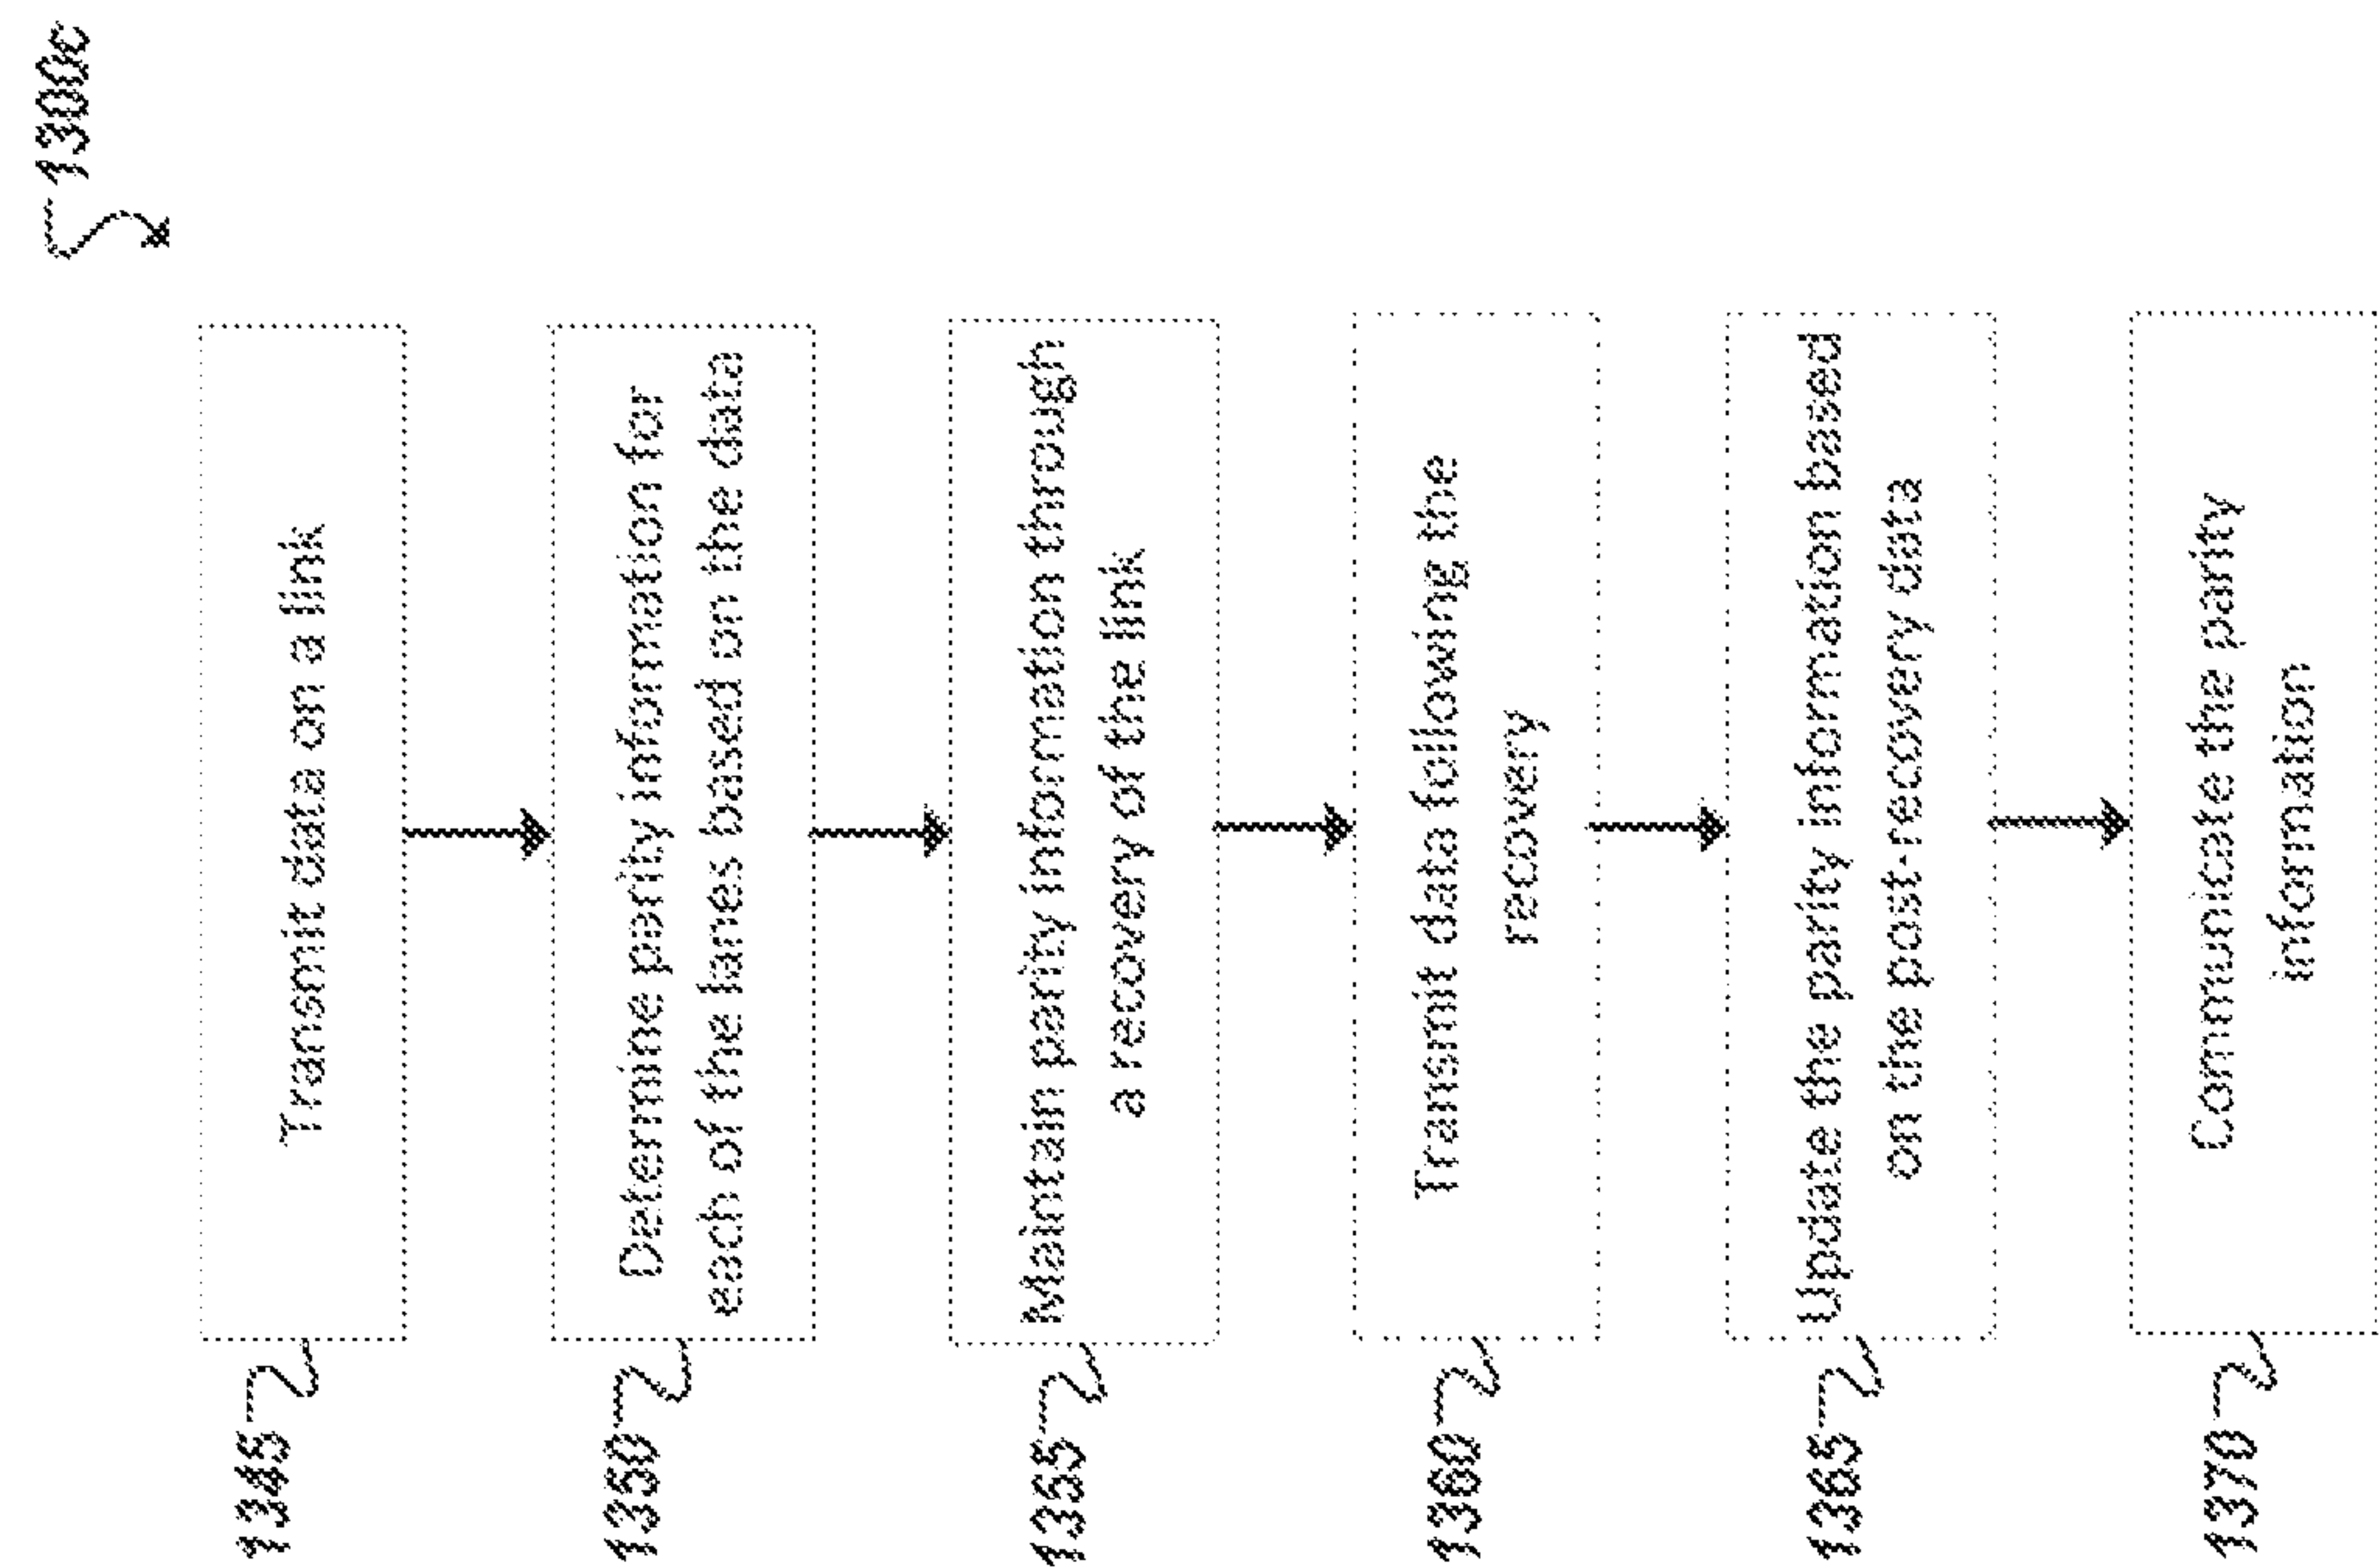 1300c
1345
Transmit data on a link
1350
Determine parity information for
each of the lanes based on the data
1355
Maintain parity information through
a recovery of the link
1360
Transmit data following the
recovery
1365
Update the parity information based
on the post-recovery data
1370
Communicate the parity
information